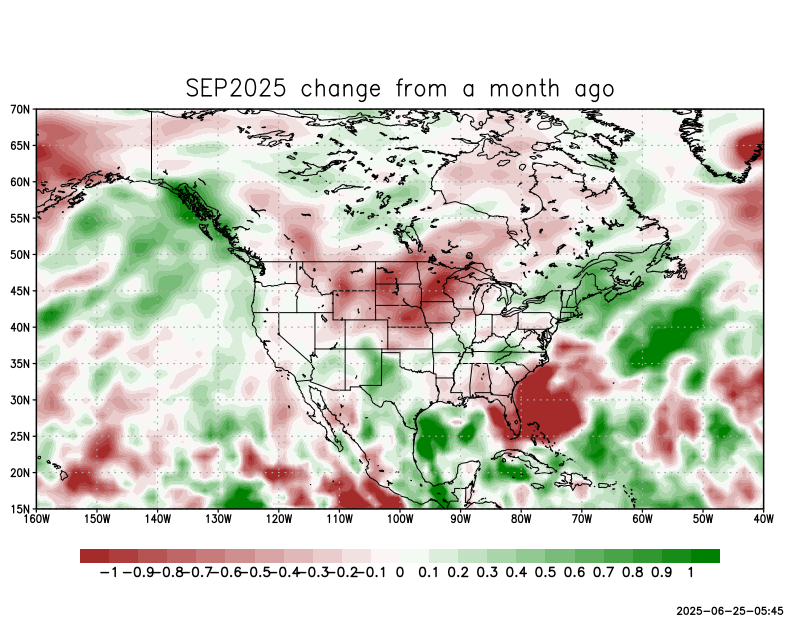 SEP2025 change from a month ago
70N
65N
60N
55N
50N
45N
40N
35N
30N
25N
20N
15N
160W 150W 140W 130W 120W 110W 100W 90W 80W 70W 60W 50W 40W
-1 -0.9 -0.8 -0.7 -0.6 -0.5 -0.4 -0.3 -0.2 -0.1 0 0.1 0.2 0.3 0.4 0.5 0.6 0.7 0.8 0.9 1
2025-06-25-05:45